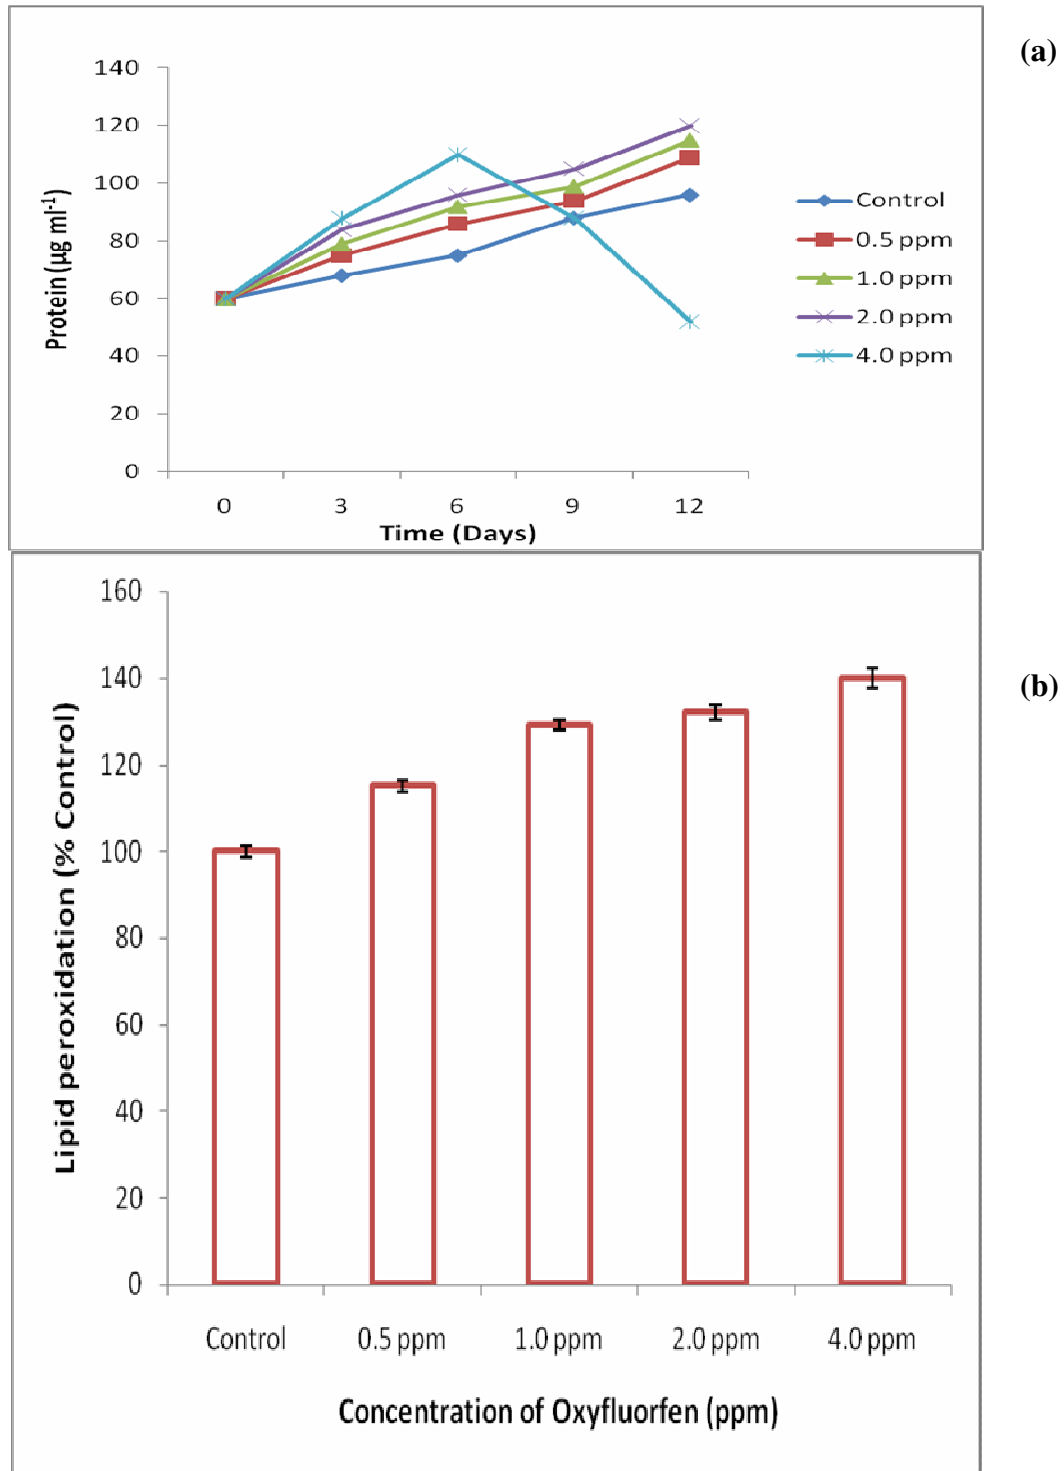 (a)
140
120
100
80
60
40
20
0
Protein (µg ml-1)
0 3 6 9 12
Time (Days)
Control
0.5 ppm
1.0 ppm
2.0 ppm
4.0 ppm
(b)
160
140
120
100
80
60
40
20
0
Lipid peroxidation (% Control)
Control 0.5 ppm 1.0 ppm 2.0 ppm 4.0 ppm
Concentration of Oxyfluorfen (ppm)